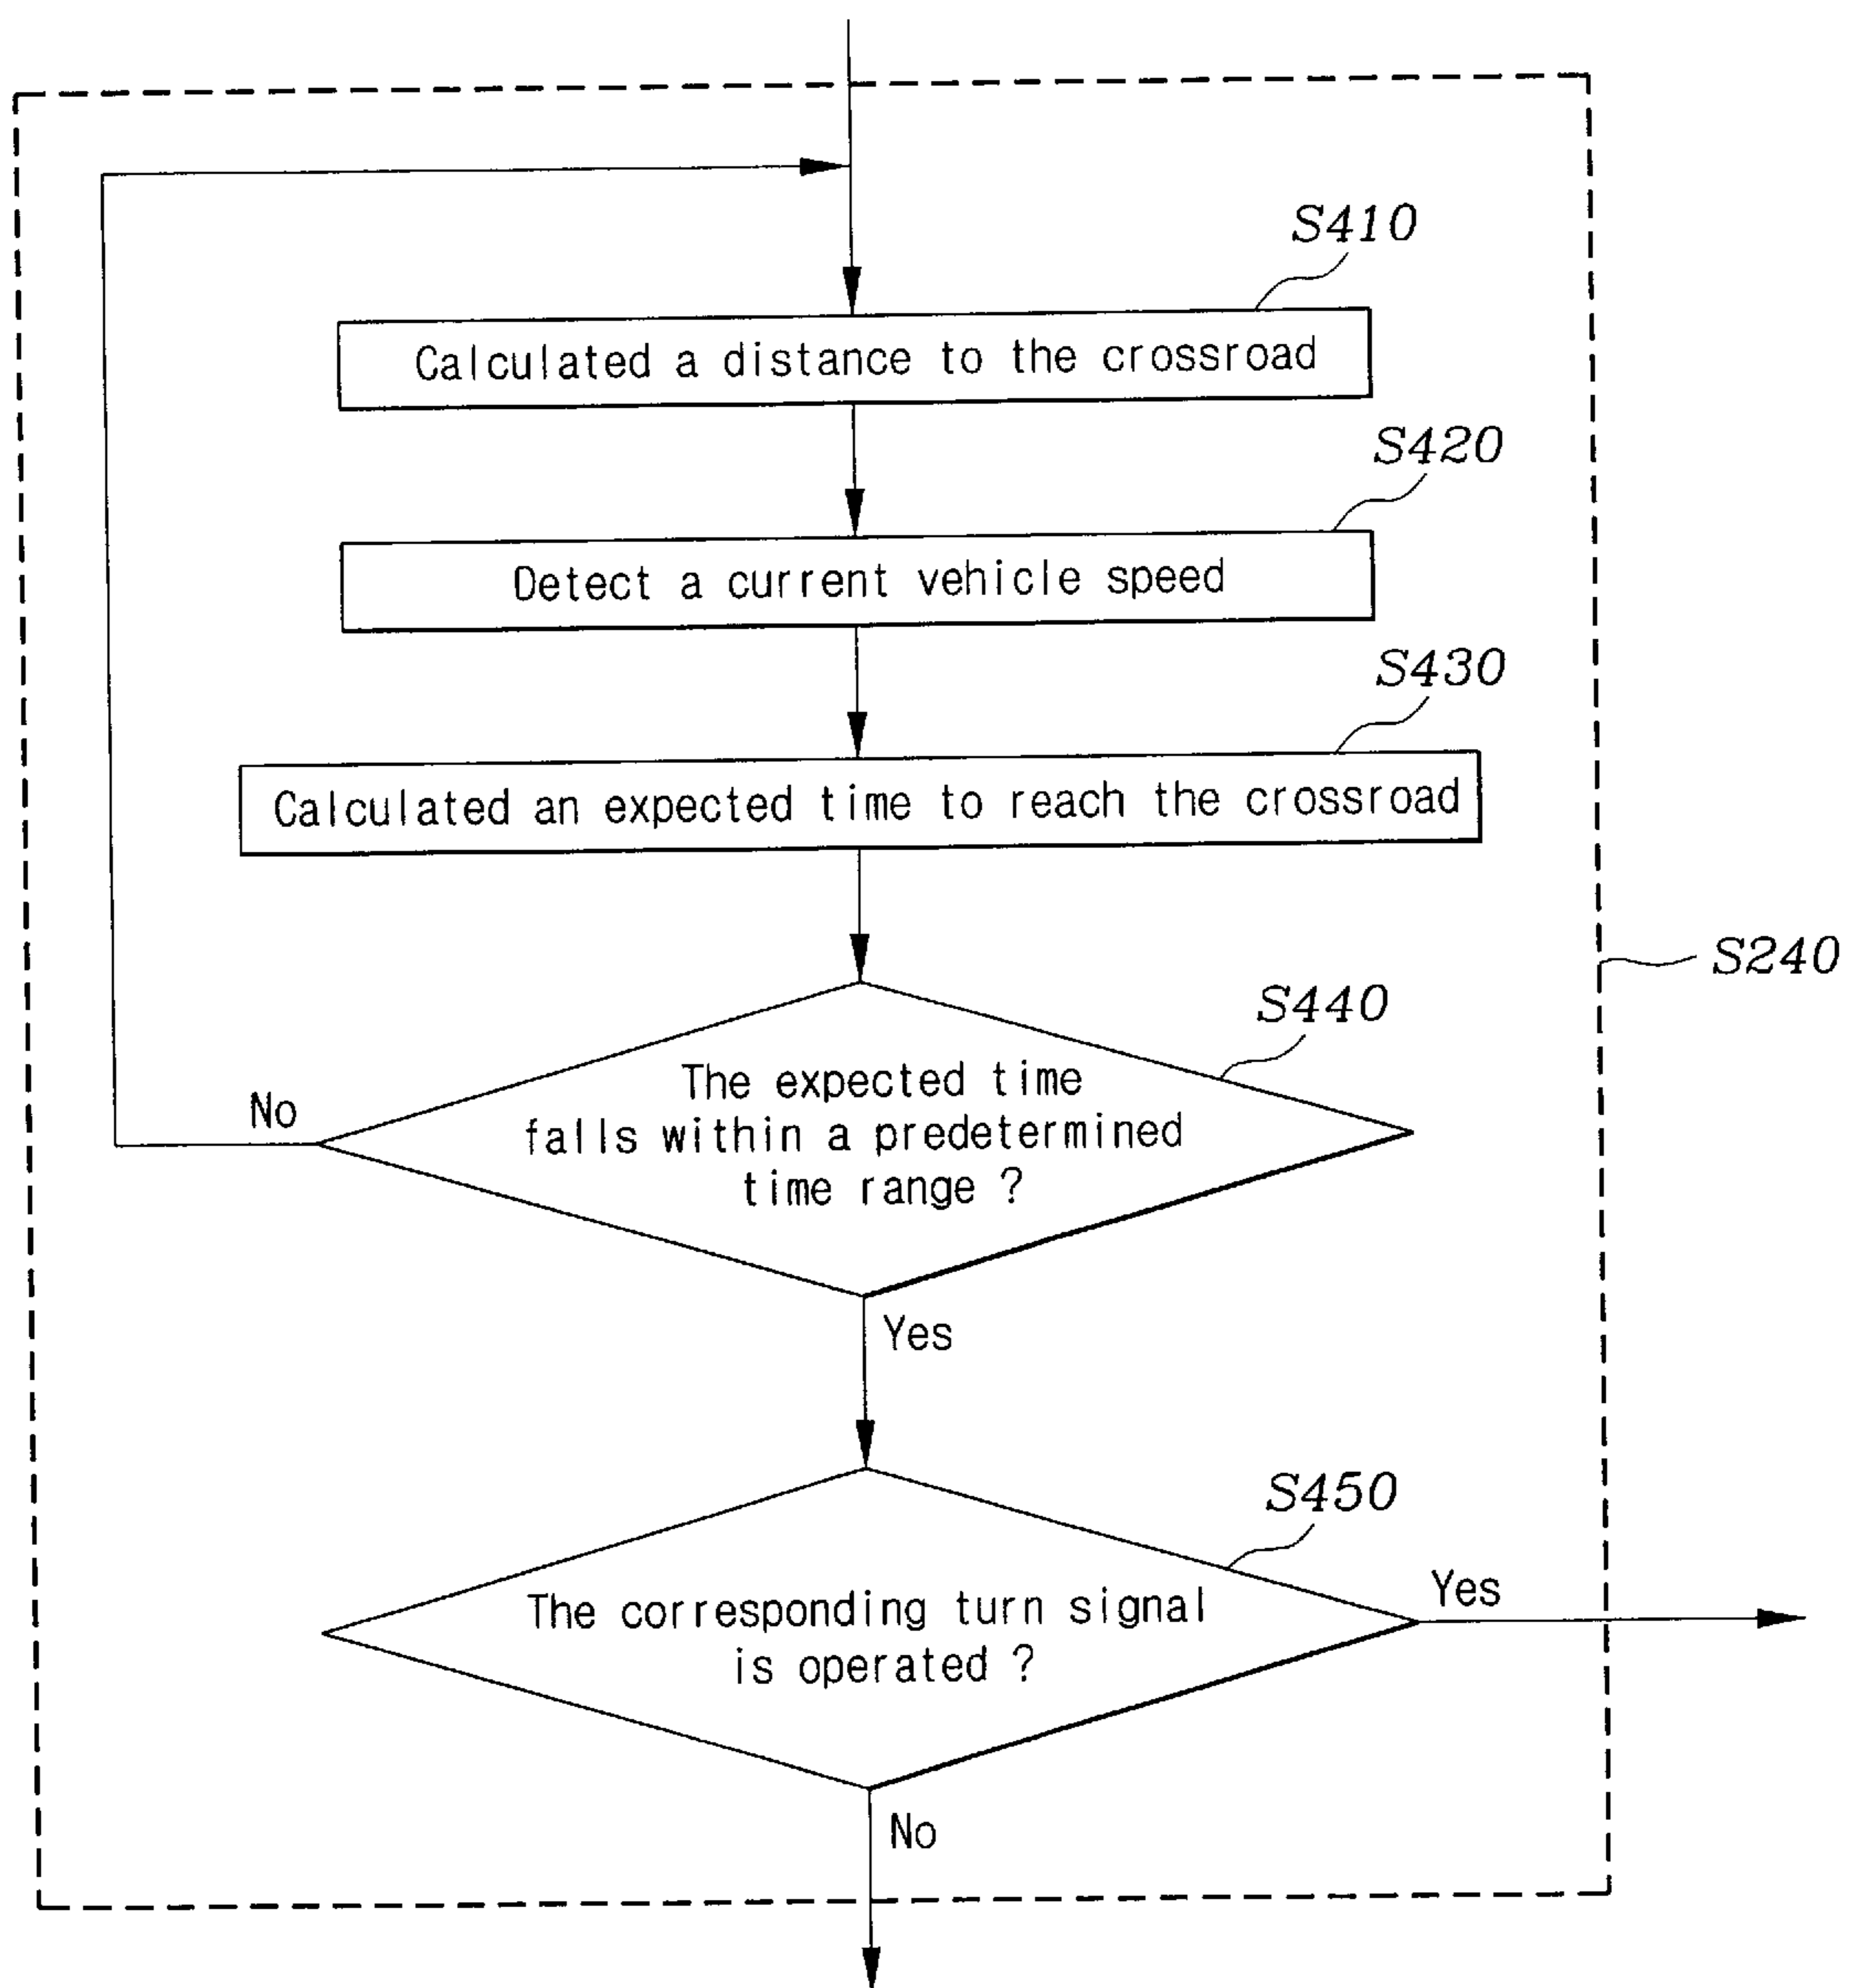 S410
Calculated a distance to the crossroad
S420
Detect a current vehicle speed
S430
Calculated an expected time to reach the crossroad
S240
S440
The expected time
falls within a predetermined
time range ?
No
Yes
S450
The corresponding turn signal
is operated ?
Yes
No